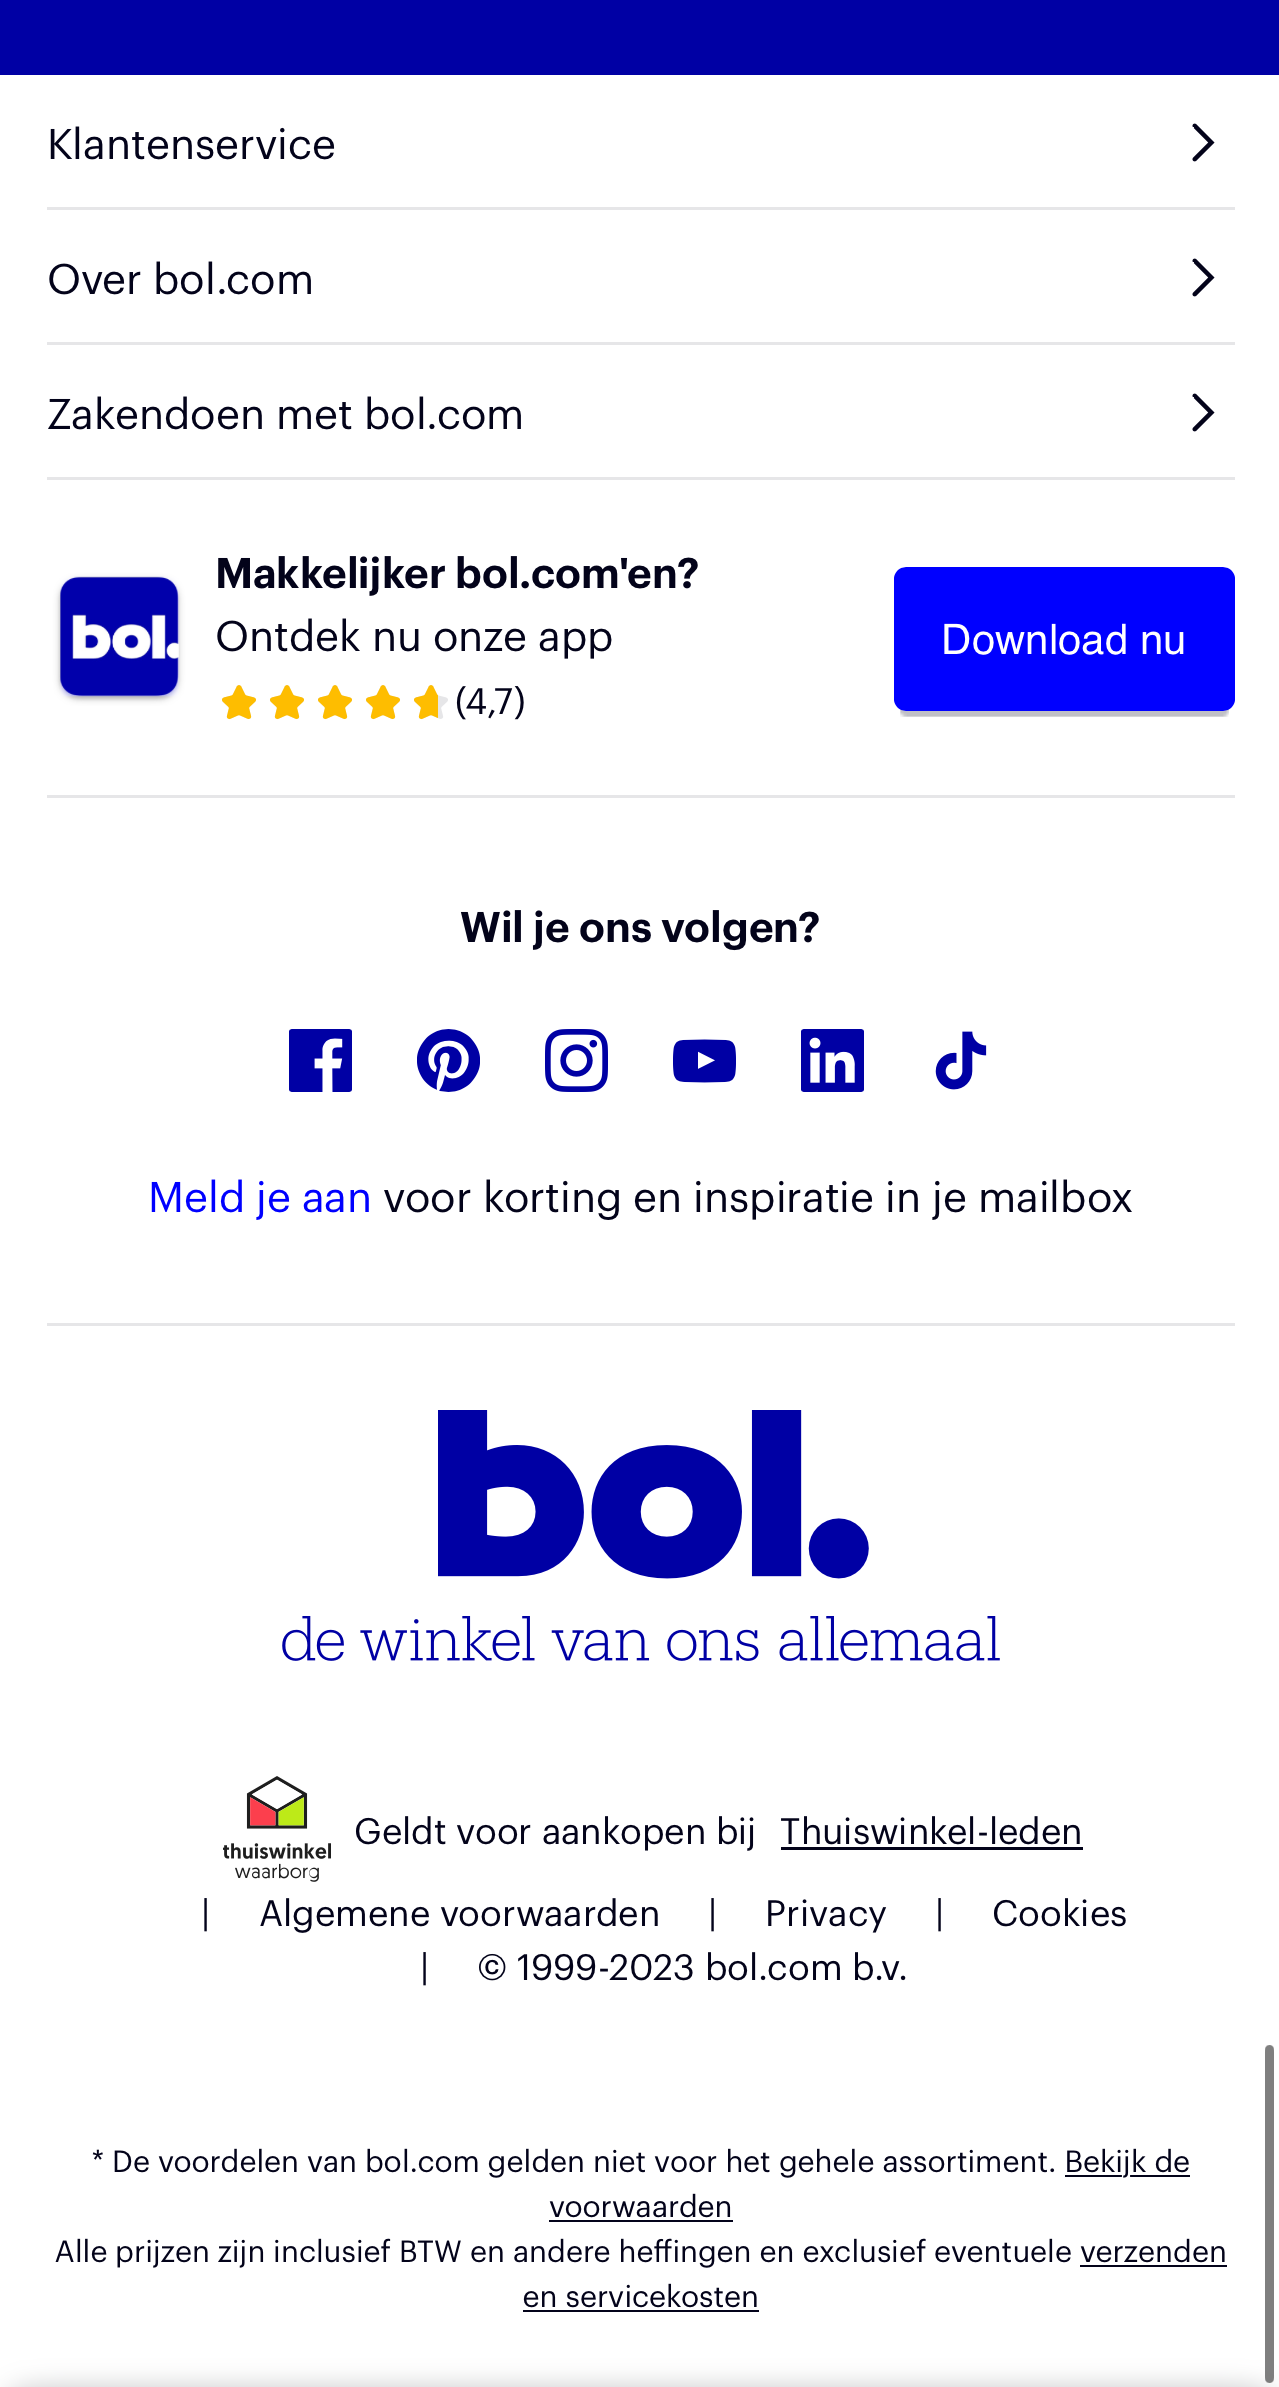 Klantenservice
Over bol.com
Zakendoen met bol.com
bol.
Makkelijker bol.com'en?
Ontdek nu onze app
(4,7)
Download nu
Wil je ons volgen?
Meld je aan voor korting en inspiratie in je mailbox
bol.
de winkel van ons allemaal
thuiswinkel
waarborg
Geldt voor aankopen bij Thuiswinkel-leden
| Algemene voorwaarden | Privacy | Cookies
| © 1999-2023 bol.com b.v.
* De voordelen van bol.com gelden niet voor het gehele assortiment. Bekijk de
voorwaarden
Alle prijzen zijn inclusief BTW en andere heffingen en exclusief eventuele verzenden
en servicekosten